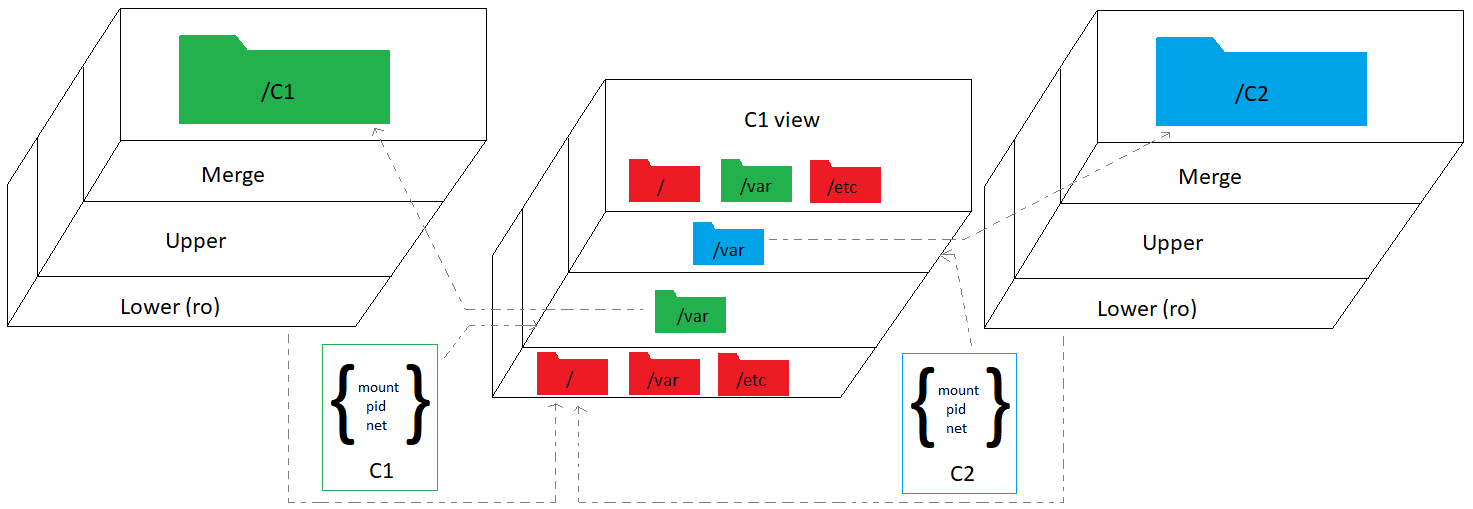 /C1
Merge
Upper
Lower (ro)
C1 view
/
/var
/etc
/var
/var
/
/var
/etc
/C2
Merge
Upper
Lower (ro)
{ mount
pid
net }
C1
{ mount
pid
net }
C2